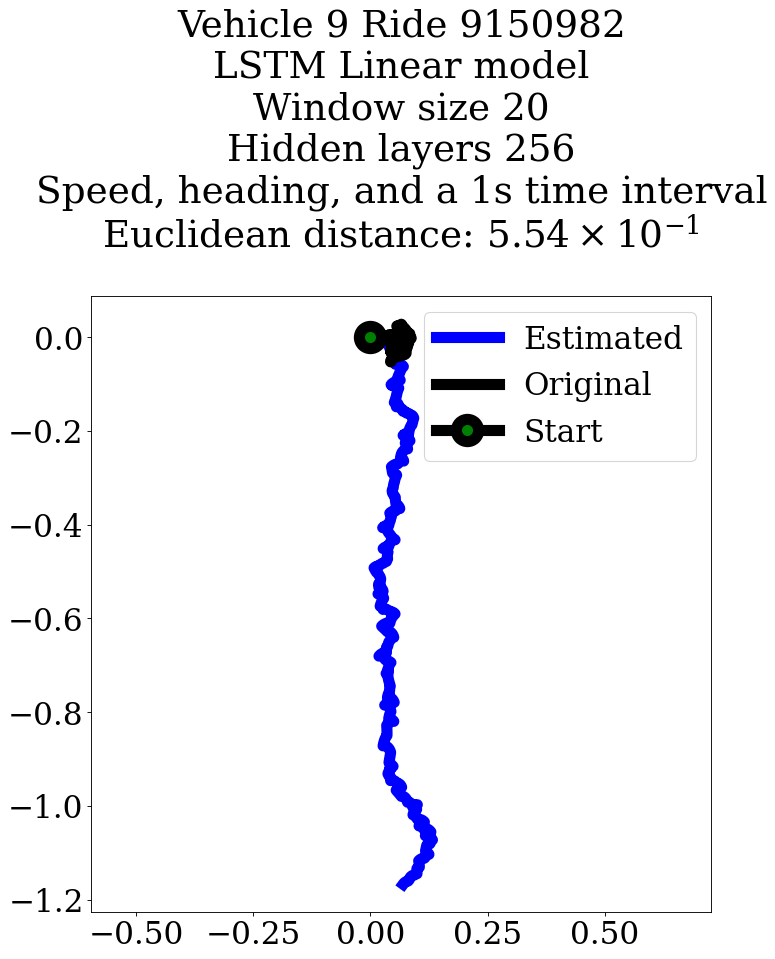 Vehicle 9 Ride 9150982
LSTM Linear model
Window size 20
Hidden layers 256
Speed, heading, and a 1s time interval
Euclidean distance: 5.54 × 10⁻¹
Estimated
Original
Start
0.0
−0.2
−0.4
−0.6
−0.8
−1.0
−1.2
−0.50 −0.25 0.00 0.25 0.50